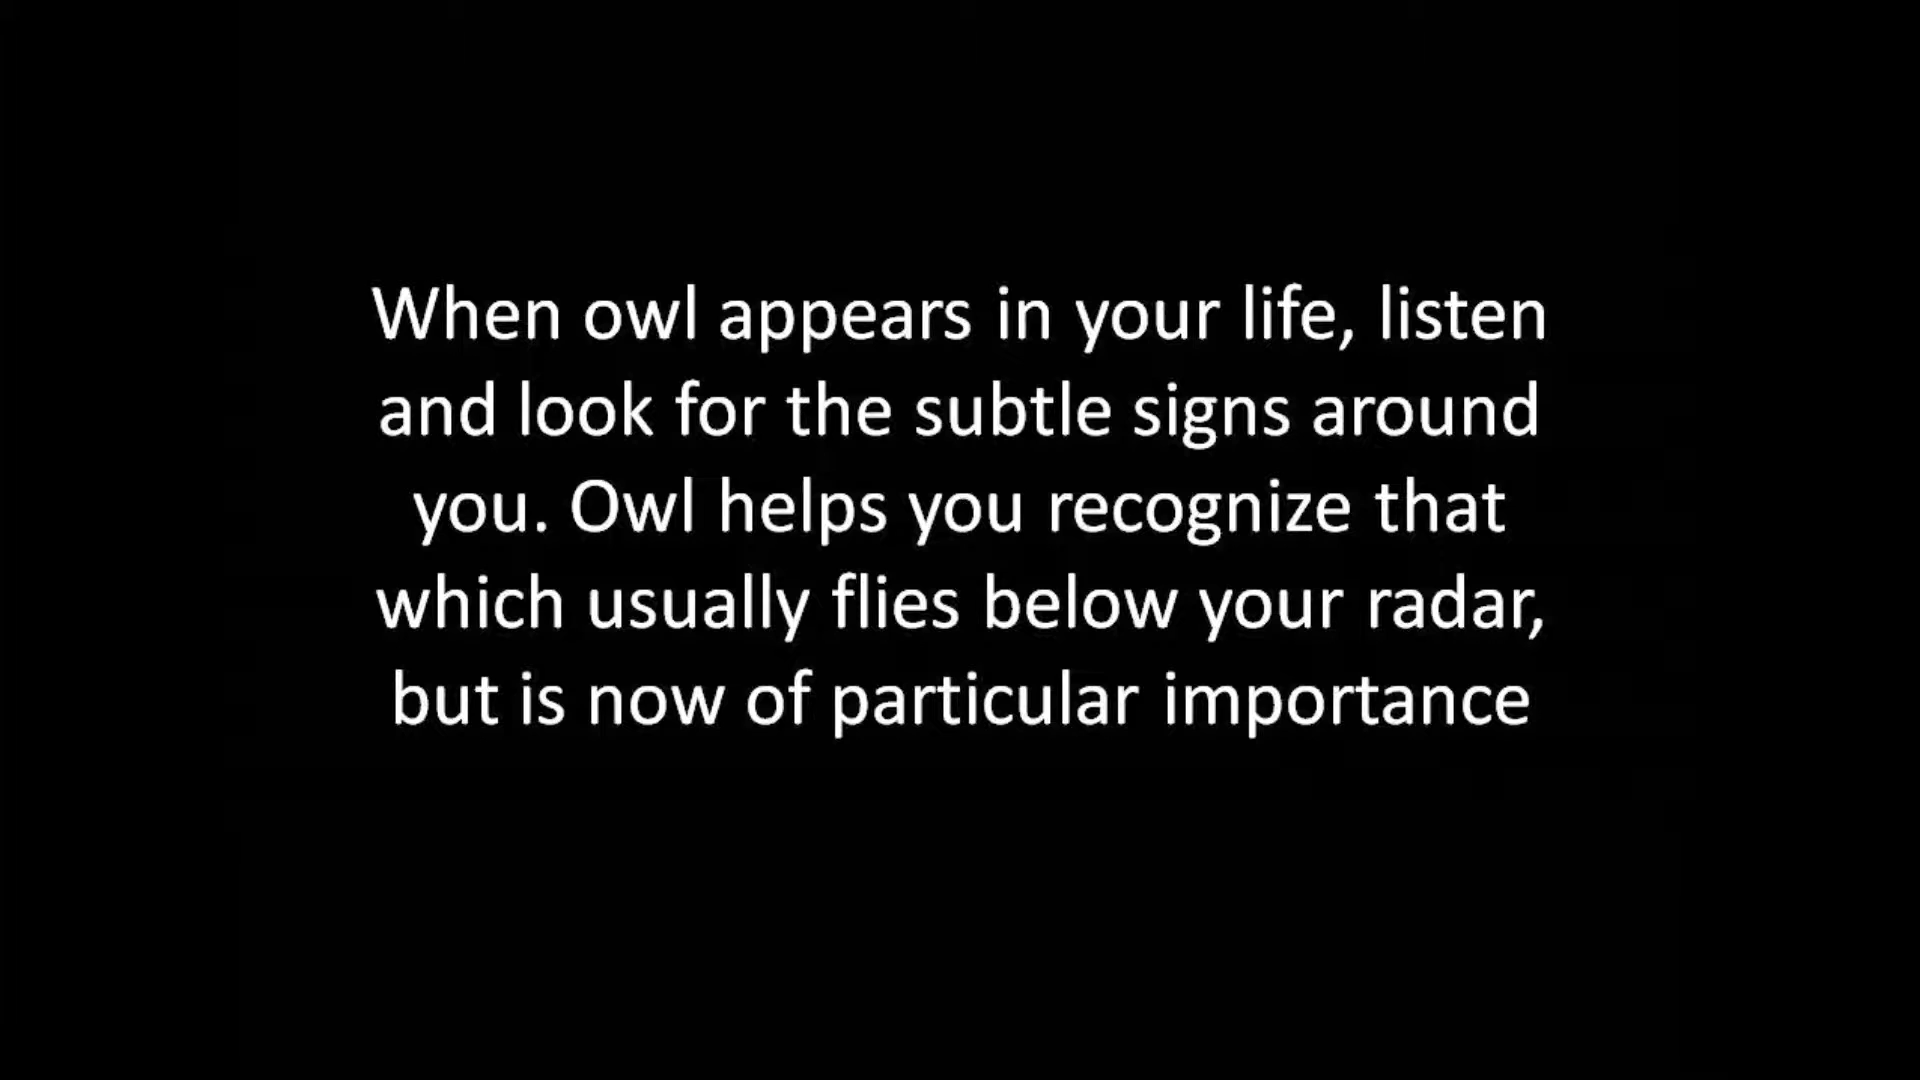 When owl appears in your life, listen
and look for the subtle signs around
you. Owl helps you recognize that
which usually flies below your radar,
but is now of particular importance